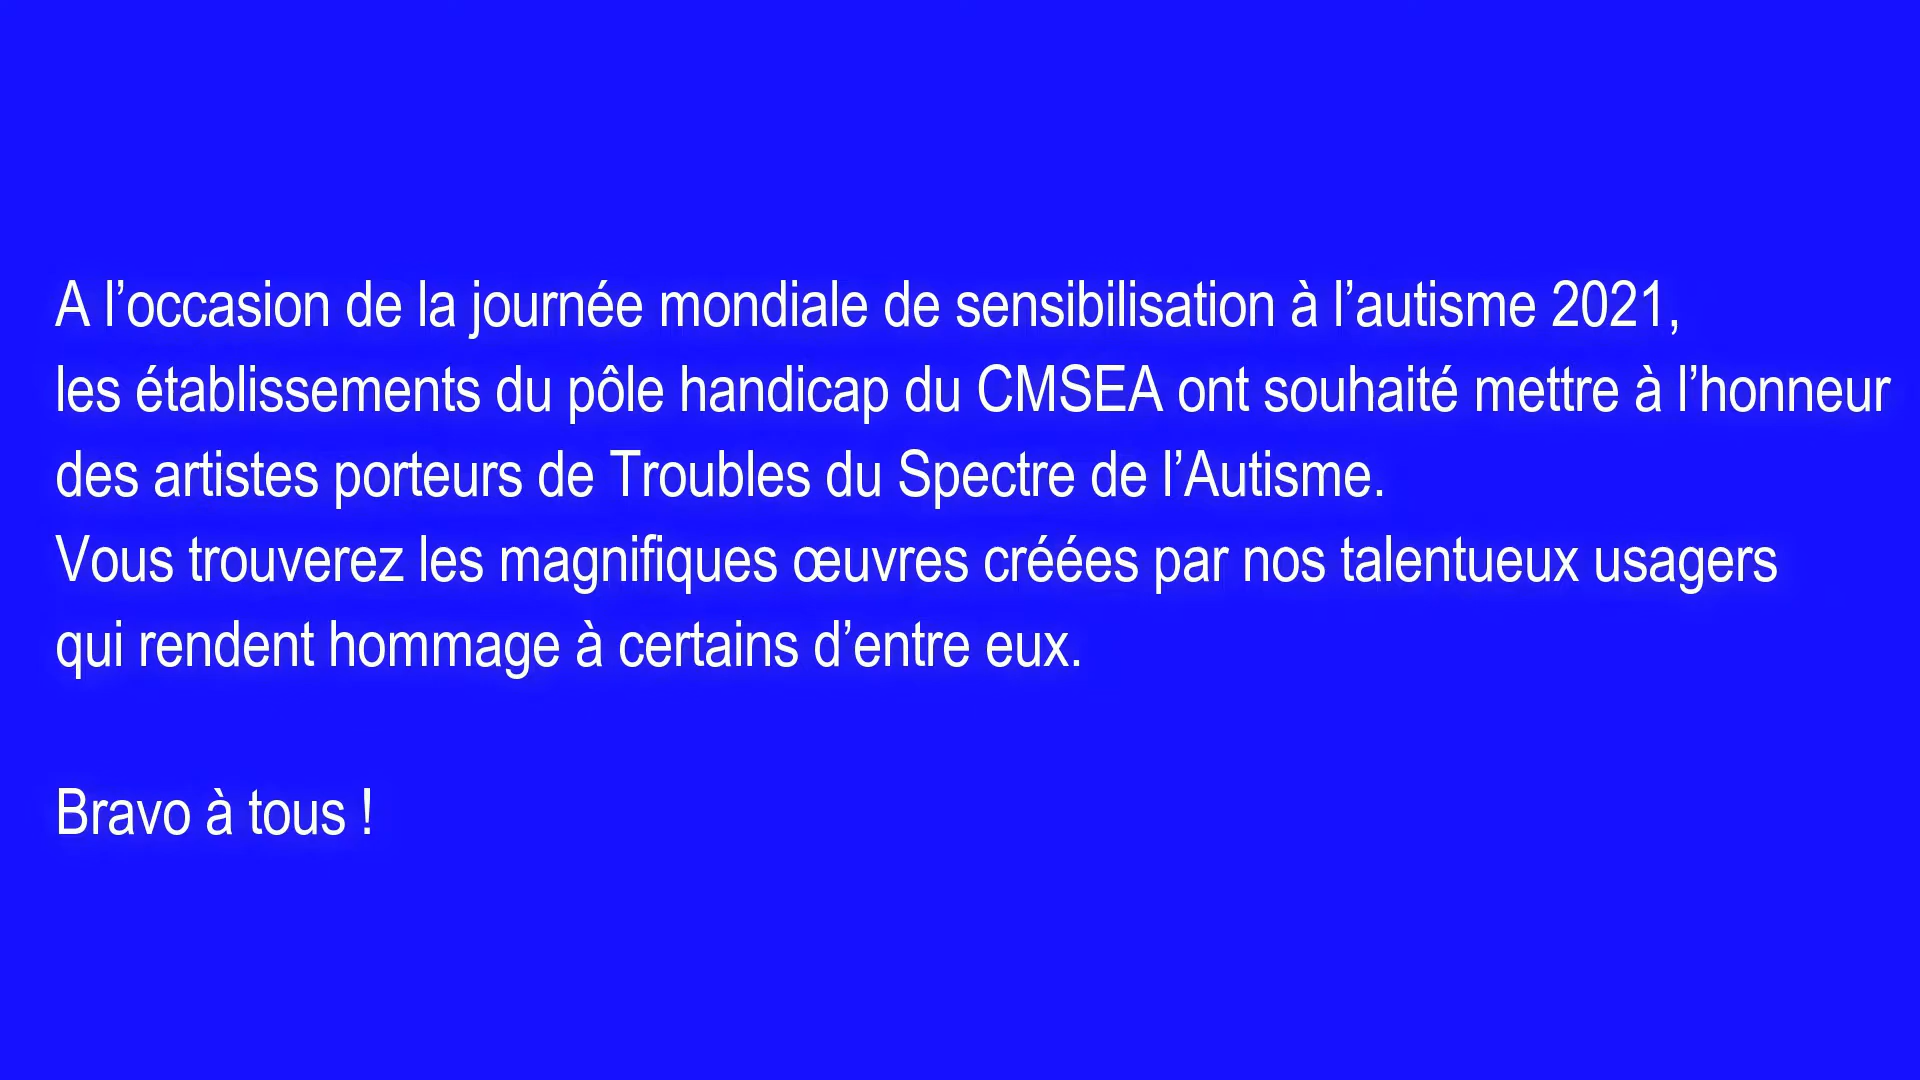 A l’occasion de la journée mondiale de sensibilisation à l’autisme 2021,
les établissements du pôle handicap du CMSEA ont souhaité mettre à l’honneur
des artistes porteurs de Troubles du Spectre de l’Autisme.
Vous trouverez les magnifiques œuvres créées par nos talentueux usagers
qui rendent hommage à certains d’entre eux.
Bravo à tous !